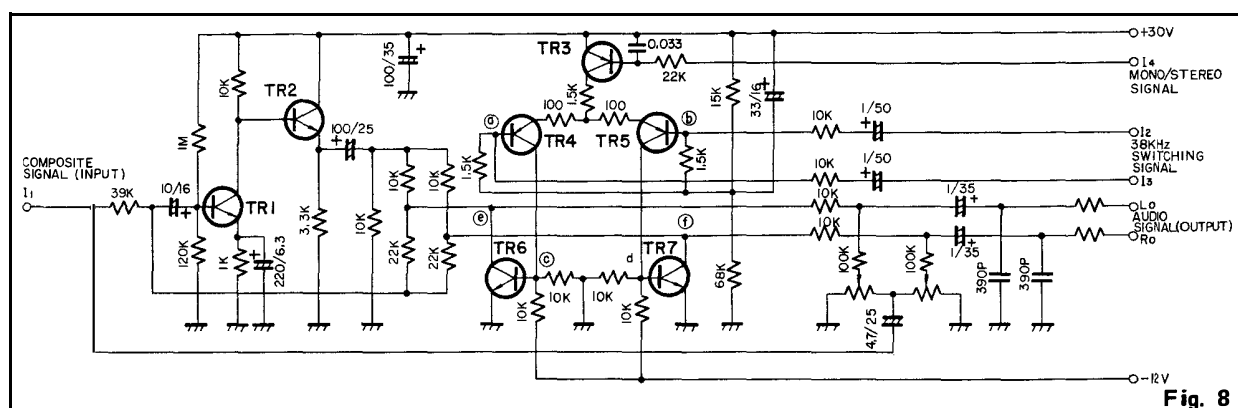 +30V
TR3
0.033
I4
22K
MONO/STEREO
SIGNAL
10K
TR2
100/35
1.5K
15K
33/16
100
100
ⓐ
ⓑ
10K
1/50
I2
100/25
TR4
TR5
1M
1.5K
1.5K
38KHz
SWITCHING
SIGNAL
COMPOSITE
SIGNAL (INPUT)
10K
1/50
I3
I1
39K
10/16
TR1
10K
10K
10K
1/35
LO
AUDIO
SIGNAL(OUTPUT)
RO
3.3K
10K
ⓔ
ⓕ
10K
1/35
120K
1K
220/6.3
22K
22K
TR6
ⓒ
d
TR7
10K
10K
68K
100K
100K
390P
390P
10K
10K
4.7/25
-12V
Fig. 8